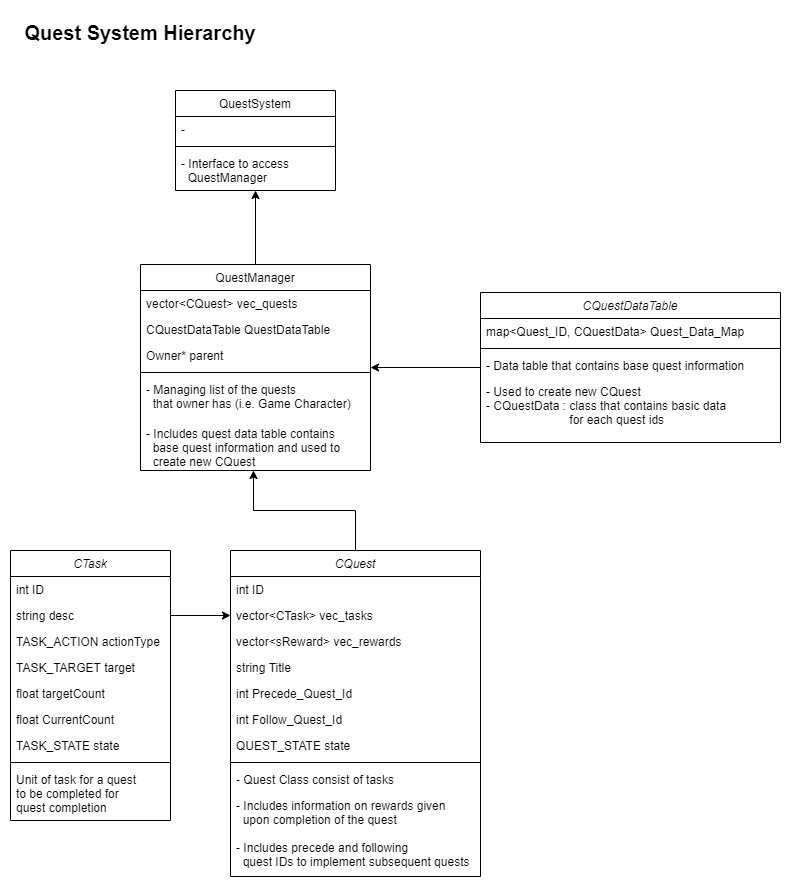 Quest System Hierarchy
QuestSystem
-
- Interface to access
QuestManager
QuestManager
vector<CQuest> vec_quests
CQuestDataTable QuestDataTable
Owner* parent
- Managing list of the quests
that owner has (i.e. Game Character)
- Includes quest data table contains
base quest information and used to
create new CQuest
CQuestDataTable
map<Quest_ID, CQuestData> Quest_Data_Map
- Data table that contains base quest information
- Used to create new CQuest
- CQuestData : class that contains basic data
for each quest ids
CTask
int ID
string desc
TASK_ACTION actionType
TASK_TARGET target
float targetCount
float CurrentCount
TASK_STATE state
Unit of task for a quest
to be completed for
quest completion
CQuest
int ID
vector<CTask> vec_tasks
vector<sReward> vec_rewards
string Title
int Precede_Quest_Id
int Follow_Quest_Id
QUEST_STATE state
- Quest Class consist of tasks
- Includes information on rewards given
upon completion of the quest
- Includes precede and following
quest IDs to implement subsequent quests